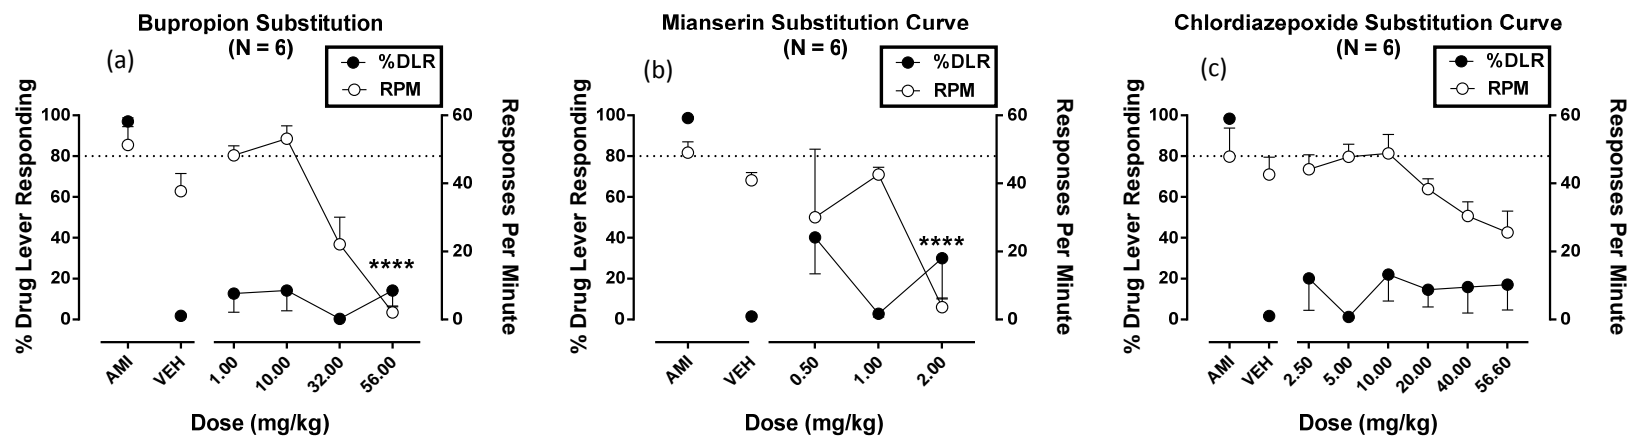 Bupropion Substitution
(N = 6)
(a)
%DLR
RPM
% Drug Lever Responding
100
80
60
40
20
0
Responses Per Minute
60
40
20
0
****
AMI
VEH
1.00
10.00
32.00
56.00
Dose (mg/kg)
Mianserin Substitution Curve
(N = 6)
(b)
%DLR
RPM
% Drug Lever Responding
100
80
60
40
20
0
Responses Per Minute
60
40
20
0
****
AMI
VEH
0.50
1.00
2.00
Dose (mg/kg)
Chlordiazepoxide Substitution Curve
(N = 6)
(c)
%DLR
RPM
% Drug Lever Responding
100
80
60
40
20
0
Responses Per Minute
60
40
20
0
AMI
VEH
2.50
5.00
10.00
20.00
40.00
56.60
Dose (mg/kg)